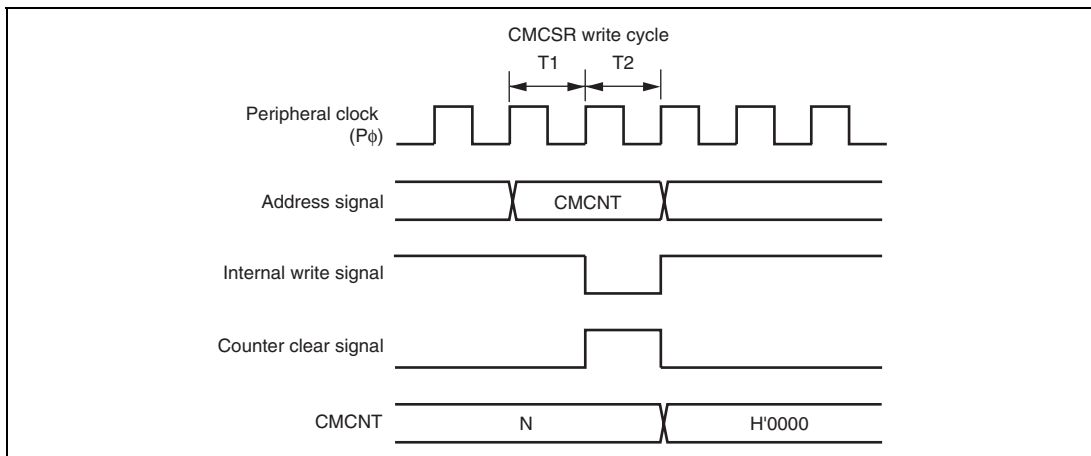 CMCSR write cycle
T1 T2
Peripheral clock
(Pϕ)
Address signal CMCNT
Internal write signal
Counter clear signal
CMCNT N H'0000